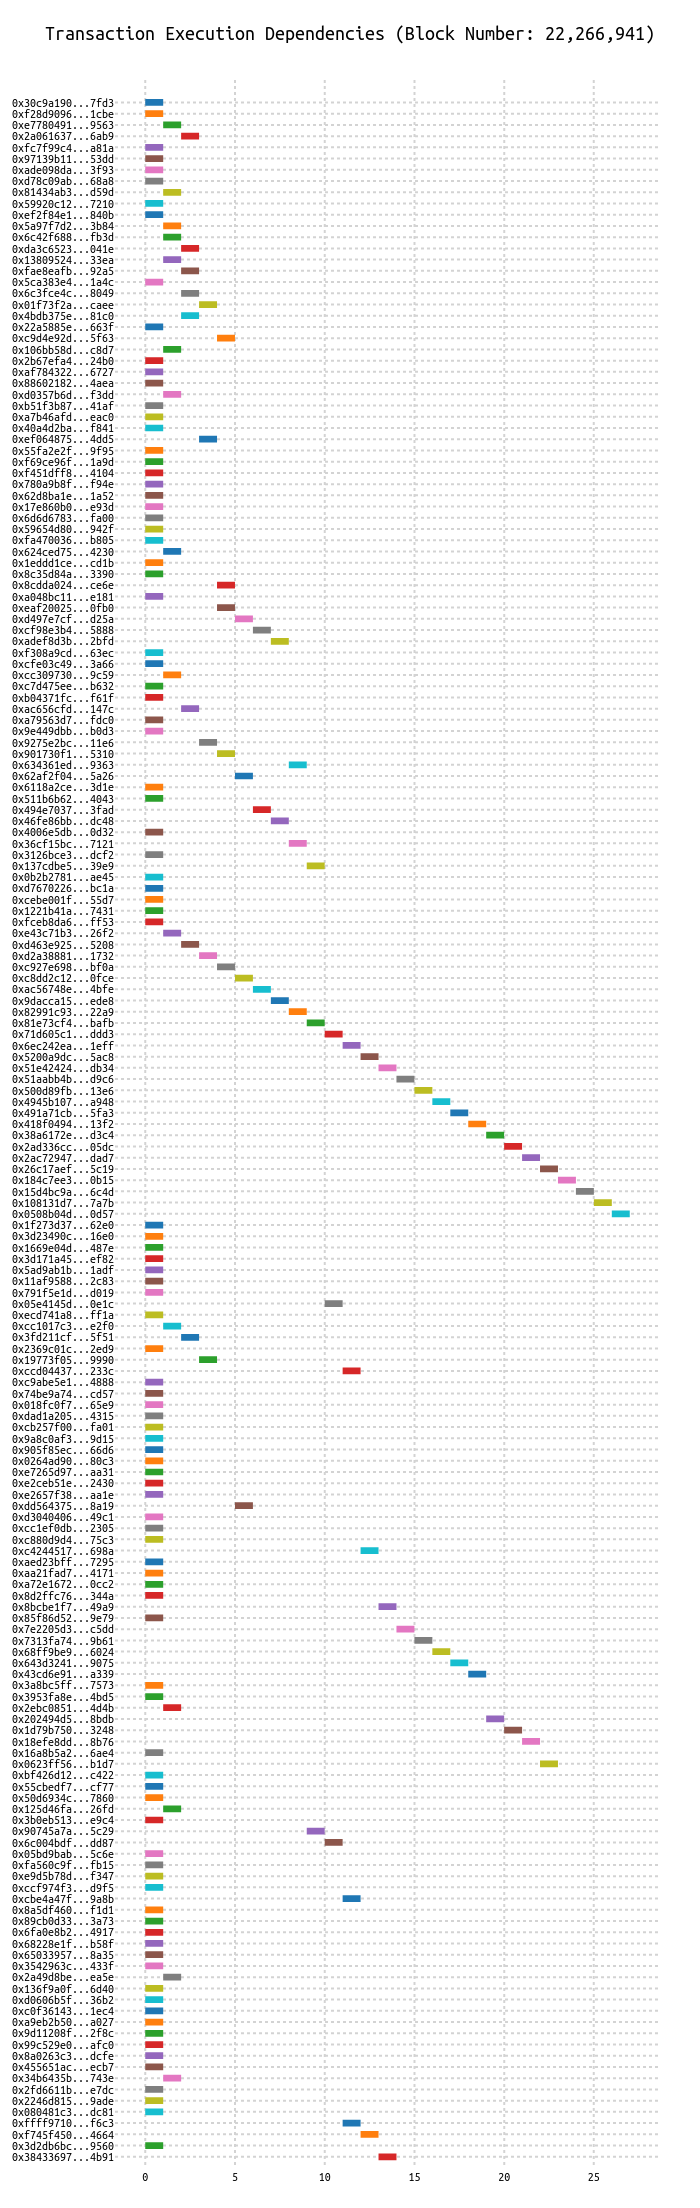 Transaction Execution Dependencies (Block Number: 22,266,941)
0x30c9a190...7fd3
0xf28d9096...1cbe
0xe7780491...9563
0x2a061637...6ab9
0xfc7f99c4...a81a
0x97139b11...53dd
0xade098da...3f93
0xd78c09ab...68a8
0x81434ab3...d59d
0x59920c12...7210
0xef2f84e1...840b
0x5a97f7d2...3b84
0x6c42f688...fb3d
0xda3c6523...041e
0x13809524...33ea
0xfae8eafb...92a5
0x5ca383e4...1a4c
0x6c3fce4c...8049
0x01f73f2a...caee
0x4bdb375e...81c0
0x22a5885e...663f
0xc9d4e92d...5f63
0x106bb58d...c8d7
0x2b67efa4...24b0
0xaf784322...6727
0x88602182...4aea
0xd0357b6d...f3dd
0xb51f3b87...41af
0xa7b46afd...eac0
0x40a4d2ba...f841
0xef064875...4dd5
0x55fa2e2f...9f95
0xf69ce96f...1a9d
0xf451dff8...4104
0x780a9b8f...f94e
0x62d8ba1e...1a52
0x17e860b0...e93d
0x6d6d6783...fa00
0x59654d80...942f
0xfa470036...b805
0x624ced75...4230
0x1eddd1ce...cd1b
0x8c35d84a...3390
0x8cdda024...ce6e
0xa048bc11...e181
0xeaf20025...0fb0
0xd497e7cf...d25a
0xcf98e3b4...5888
0xadef8d3b...2bfd
0xf308a9cd...63ec
0xcfe03c49...3a66
0xcc309730...9c59
0xc7d475ee...b632
0xb04371fc...f61f
0xac656cfd...147c
0xa79563d7...fdc0
0x9e449dbb...b0d3
0x9275e2bc...11e6
0x901730f1...5310
0x634361ed...9363
0x62af2f04...5a26
0x6118a2ce...3d1e
0x511b6b62...4043
0x494e7037...3fad
0x46fe86bb...dc48
0x4006e5db...0d32
0x36cf15bc...7121
0x3126bce3...dcf2
0x137cdbe5...39e9
0x0b2b2781...ae45
0xd7670226...bc1a
0xcebe001f...55d7
0x1221b41a...7431
0xfceb8da6...ff53
0xe43c71b3...26f2
0xd463e925...5208
0xd2a38881...1732
0xc927e698...bf0a
0xc8dd2c12...0fce
0xac56748e...4bfe
0x9dacca15...ede8
0x82991c93...22a9
0x81e73cf4...bafb
0x71d605c1...ddd3
0x6ec242ea...1eff
0x5200a9dc...5ac8
0x51e42424...db34
0x51aabb4b...d9c6
0x500d89fb...13e6
0x4945b107...a948
0x491a71cb...5fa3
0x418f0494...13f2
0x38a6172e...d3c4
0x2ad336cc...05dc
0x2ac72947...dad7
0x26c17aef...5c19
0x184c7ee3...0b15
0x15d4bc9a...6c4d
0x108131d7...7a7b
0x0508b04d...0d57
0x1f273d37...62e0
0x3d23490c...16e0
0x1669e04d...487e
0x3d171a45...ef82
0x5ad9ab1b...1adf
0x11af9588...2c83
0x791f5e1d...d019
0x05e4145d...0e1c
0xecd741a8...ff1a
0xcc1017c3...e2f0
0x3fd211cf...5f51
0x2369c01c...2ed9
0x19773f05...9990
0xccd04437...233c
0xc9abe5e1...4888
0x74be9a74...cd57
0x018fc0f7...65e9
0xdad1a205...4315
0xcb257f00...fa01
0x9a8c0af3...9d15
0x905f85ec...66d6
0x0264ad90...80c3
0xe7265d97...aa31
0xe2ceb51e...2430
0xe2657f38...aa1e
0xdd564375...8a19
0xd3040406...49c1
0xcc1ef0db...2305
0xc880d9d4...75c3
0xc4244517...698a
0xaed23bff...7295
0xaa21fad7...4171
0xa72e1672...0cc2
0x8d2ffc76...344a
0x8bcbe1f7...49a9
0x85f86d52...9e79
0x7e2205d3...c5dd
0x7313fa74...9b61
0x68ff9be9...6024
0x643d3241...9075
0x43cd6e91...a339
0x3a8bc5ff...7573
0x3953fa8e...4bd5
0x2ebc0851...4d4b
0x202494d5...8bdb
0x1d79b750...3248
0x18efe8dd...8b76
0x16a8b5a2...6ae4
0x0623ff56...b1d7
0xbf426d12...c422
0x55cbedf7...cf77
0x50d6934c...7860
0x125d46fa...26fd
0x3b0eb513...e9c4
0x90745a7a...5c29
0x6c004bdf...dd87
0x05bd9bab...5c6e
0xfa560c9f...fb15
0xe9d5b78d...f347
0xccf974f3...d9f5
0xcbe4a47f...9a8b
0x8a5df460...f1d1
0x89cb0d33...3a73
0x6fa0e8b2...4917
0x68228e1f...b58f
0x65033957...8a35
0x3542963c...433f
0x2a49d8be...ea5e
0x136f9a0f...6d40
0xd0606b5f...36b2
0xc0f36143...1ec4
0xa9eb2b50...a027
0x9d11208f...2f8c
0x99c529e0...afc0
0x8a0263c3...dcfe
0x455651ac...ecb7
0x34b6435b...743e
0x2fd6611b...e7dc
0x2246d815...9ade
0x080481c3...dc81
0xffff9710...f6c3
0xf745f450...4664
0x3d2db6bc...9560
0x38433697...4b91
0 5 10 15 20 25